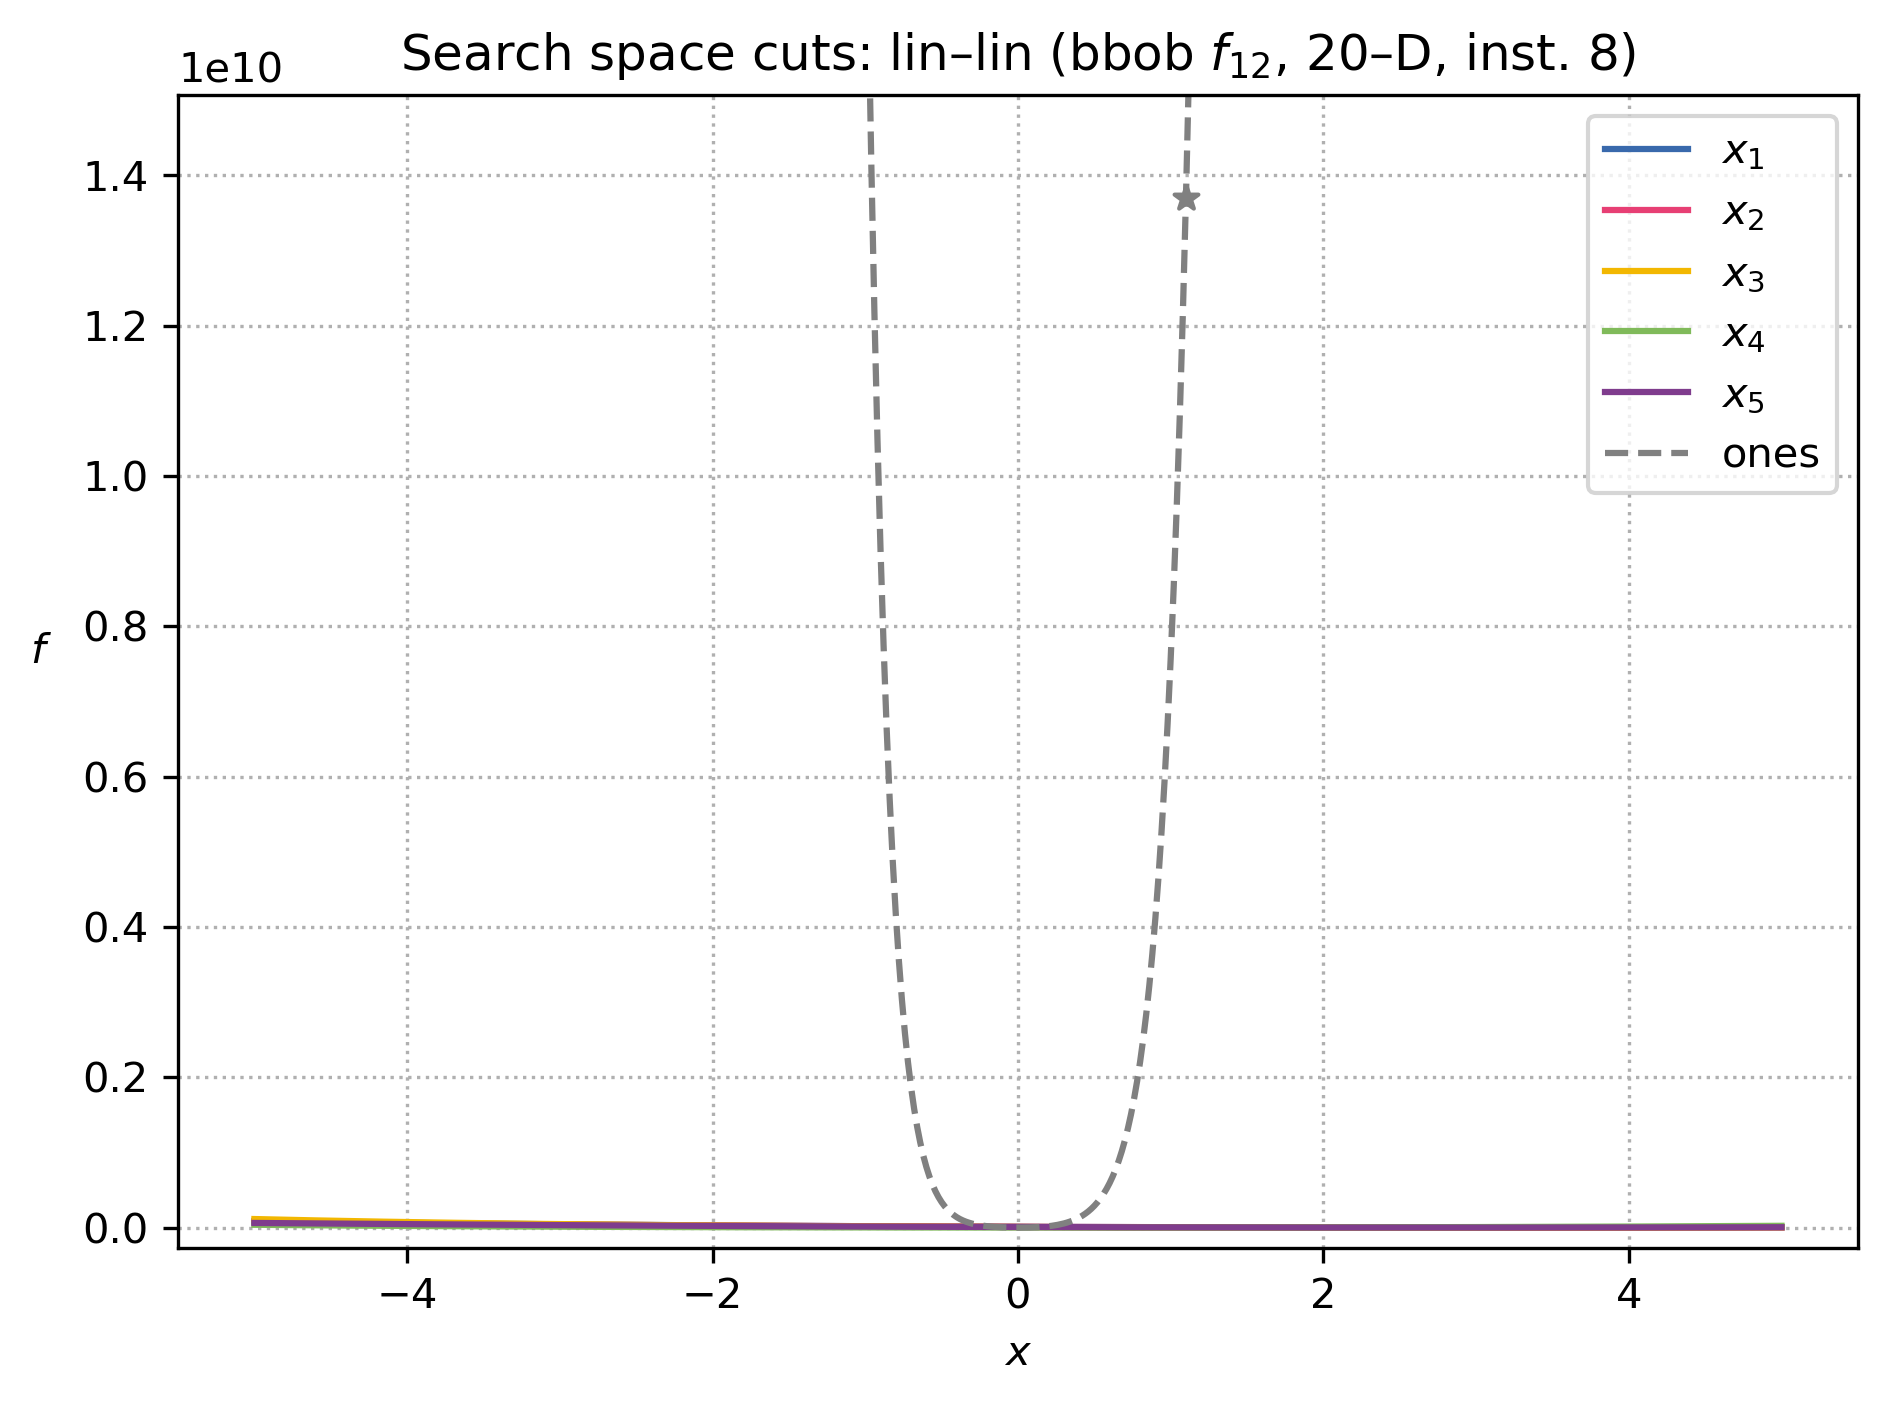 Search space cuts: lin–lin (bbob f₁₂, 20–D, inst. 8)
1e10
1.4
1.2
1.0
0.8
0.6
0.4
0.2
0.0
f
−4
−2
0
2
4
x
x₁
x₂
x₃
x₄
x₅
ones